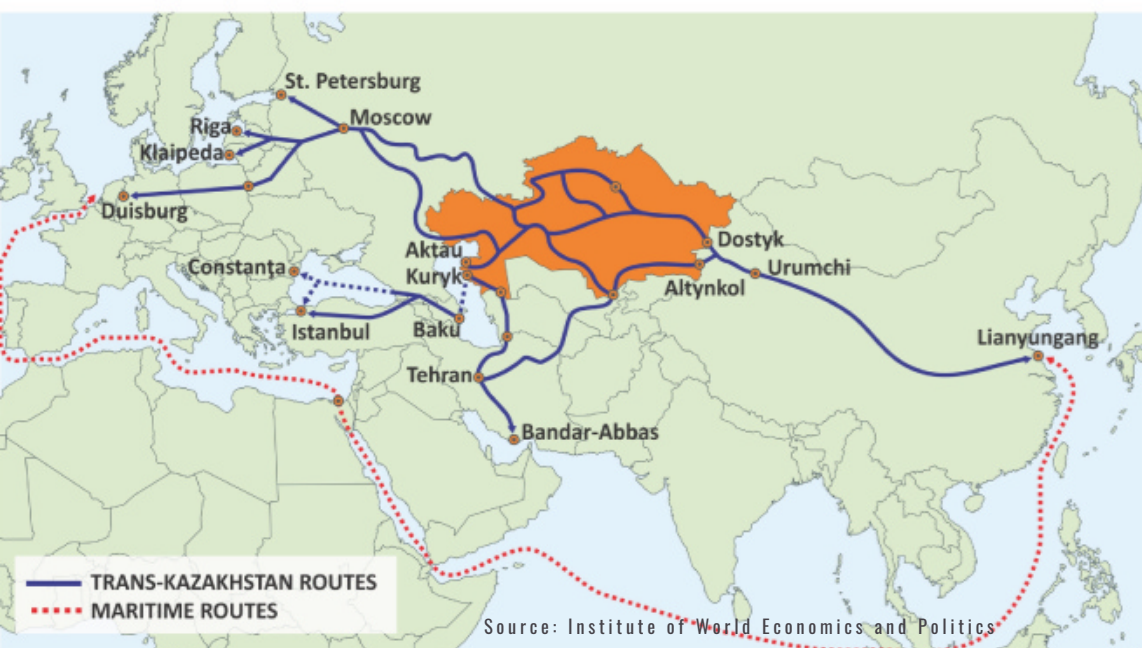 St. Petersburg
Moscow
Riga
Klaipeda
Duisburg
Dostyk
Aktau
Constanţa
Urumchi
Kuryk
Altynkol
Istanbul
Baku
Lianyungang
Tehran
Bandar-Abbas
TRANS-KAZAKHSTAN ROUTES
MARITIME ROUTES
Source: Institute of World Economics and Politics